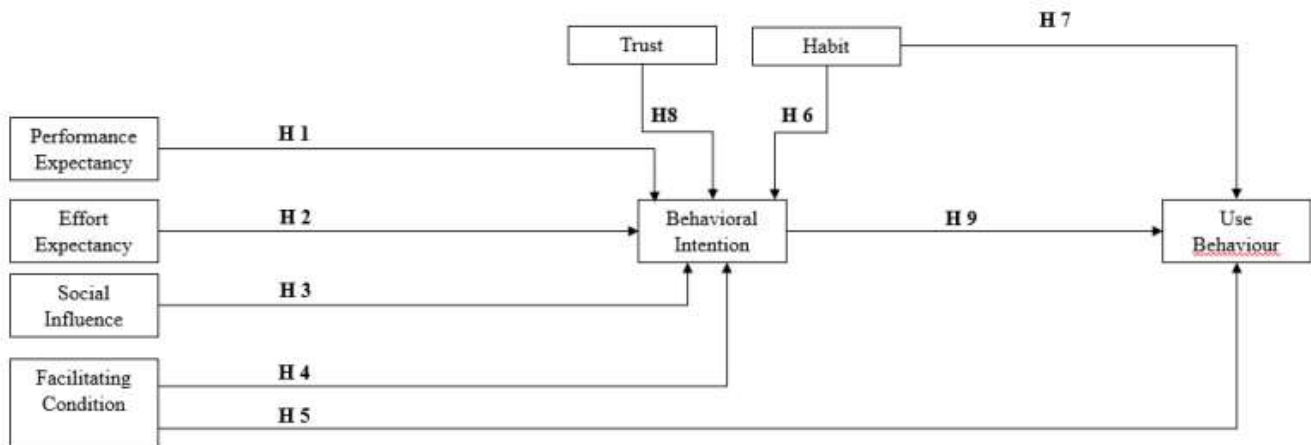 H 7
Trust
Habit
H8
H 6
Performance
Expectancy
H 1
Effort
Expectancy
H 2
Behavioral
Intention
H 9
Use
Behaviour
Social
Influence
H 3
Facilitating
Condition
H 4
H 5